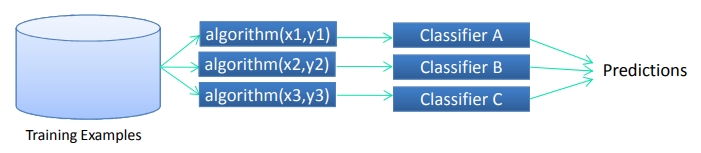 algorithm(x1,y1)
Classifier A
algorithm(x2,y2)
Classifier B
Predictions
algorithm(x3,y3)
Classifier C
Training Examples